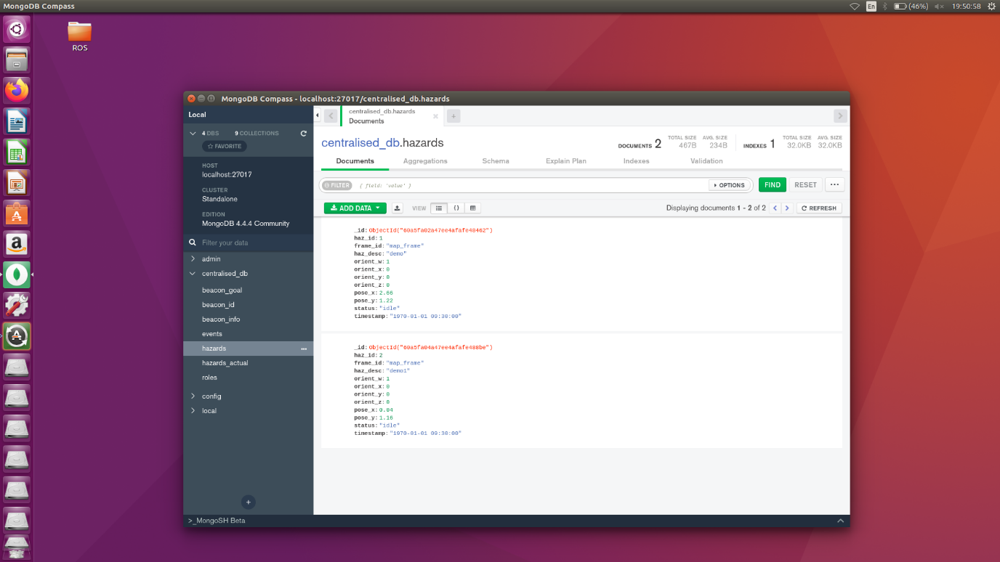 MongoDB Compass
En
(46%)
19:50:58
ROS
MongoDB Compass - localhost:27017/centralised_db.hazards
Local
4 DBS 9 COLLECTIONS
FAVORITE
HOST
localhost:27017
CLUSTER
Standalone
EDITION
MongoDB 4.4.4 Community
Filter your data
admin
centralised_db
beacon_goal
beacon_id
beacon_info
events
hazards
hazards_actual
roles
config
local
>_MongoSH Beta
centralised_db.hazards
Documents
centralised_db.hazards
DOCUMENTS 2
TOTAL SIZE
467B
AVG. SIZE
234B
INDEXES 1
TOTAL SIZE
32.0KB
AVG. SIZE
32.0KB
Documents Aggregations Schema Explain Plan Indexes Validation
FILTER { field: 'value' } OPTIONS FIND RESET
ADD DATA VIEW {} Displaying documents 1 - 2 of 2 REFRESH
_id: ObjectId("60a5fa02a47ee4afafe48462")
haz_id: 1
frame_id: "map_frame"
haz_desc: "demo"
orient_w: 1
orient_x: 0
orient_y: 0
orient_z: 0
pose_x: 2.66
pose_y: 1.22
status: "idle"
timestamp: "1970-01-01 09:30:00"
_id: ObjectId("60a5fa04a47ee4afafe488be")
haz_id: 2
frame_id: "map_frame"
haz_desc: "demo1"
orient_w: 1
orient_x: 0
orient_y: 0
orient_z: 0
pose_x: 0.04
pose_y: 1.16
status: "idle"
timestamp: "1970-01-01 09:30:00"